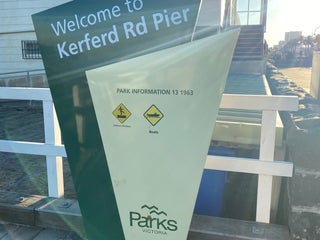 Welcome to
Kerferd Rd Pier
PARK INFORMATION 13 1963
Boats
Parks
VICTORIA